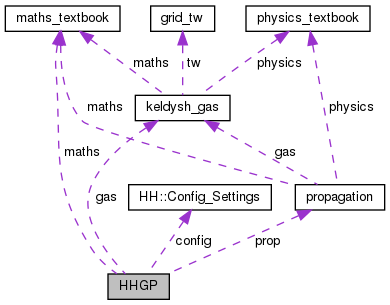 maths_textbook grid_tw physics_textbook
maths tw physics
keldysh_gas
maths physics
maths gas
gas HH::Config_Settings propagation
config prop
HHGP